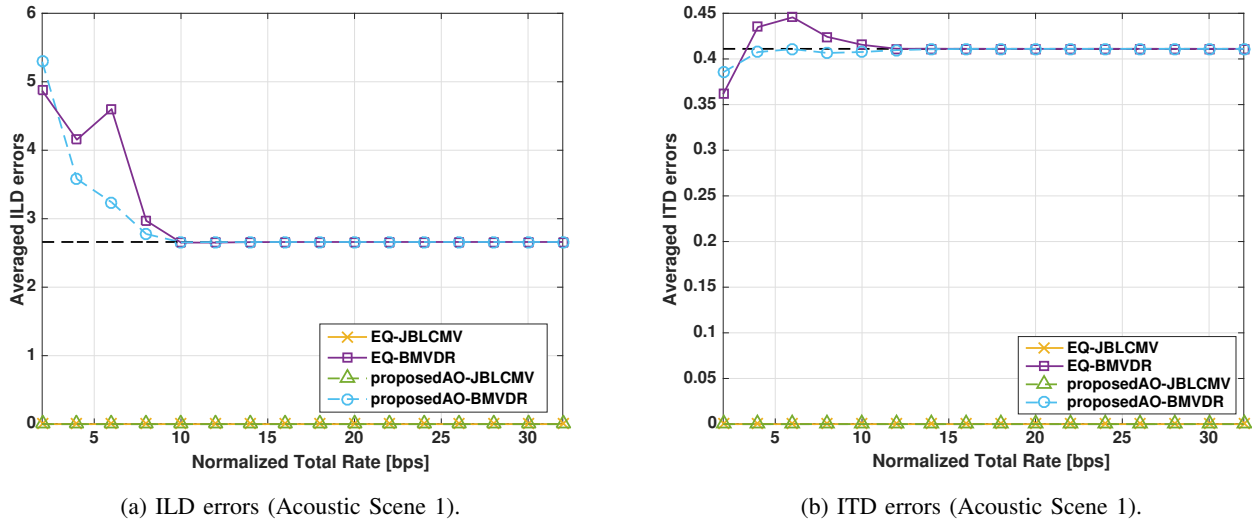 6
5
4
3
2
1
0
Averaged ILD errors
5 10 15 20 25 30
Normalized Total Rate [bps]
EQ-JBLCMV
EQ-BMVDR
proposedAO-JBLCMV
proposedAO-BMVDR
(a) ILD errors (Acoustic Scene 1).
0.45
0.4
0.35
0.3
0.25
0.2
0.15
0.1
0.05
0
Averaged ITD errors
5 10 15 20 25 30
Normalized Total Rate [bps]
EQ-JBLCMV
EQ-BMVDR
proposedAO-JBLCMV
proposedAO-BMVDR
(b) ITD errors (Acoustic Scene 1).